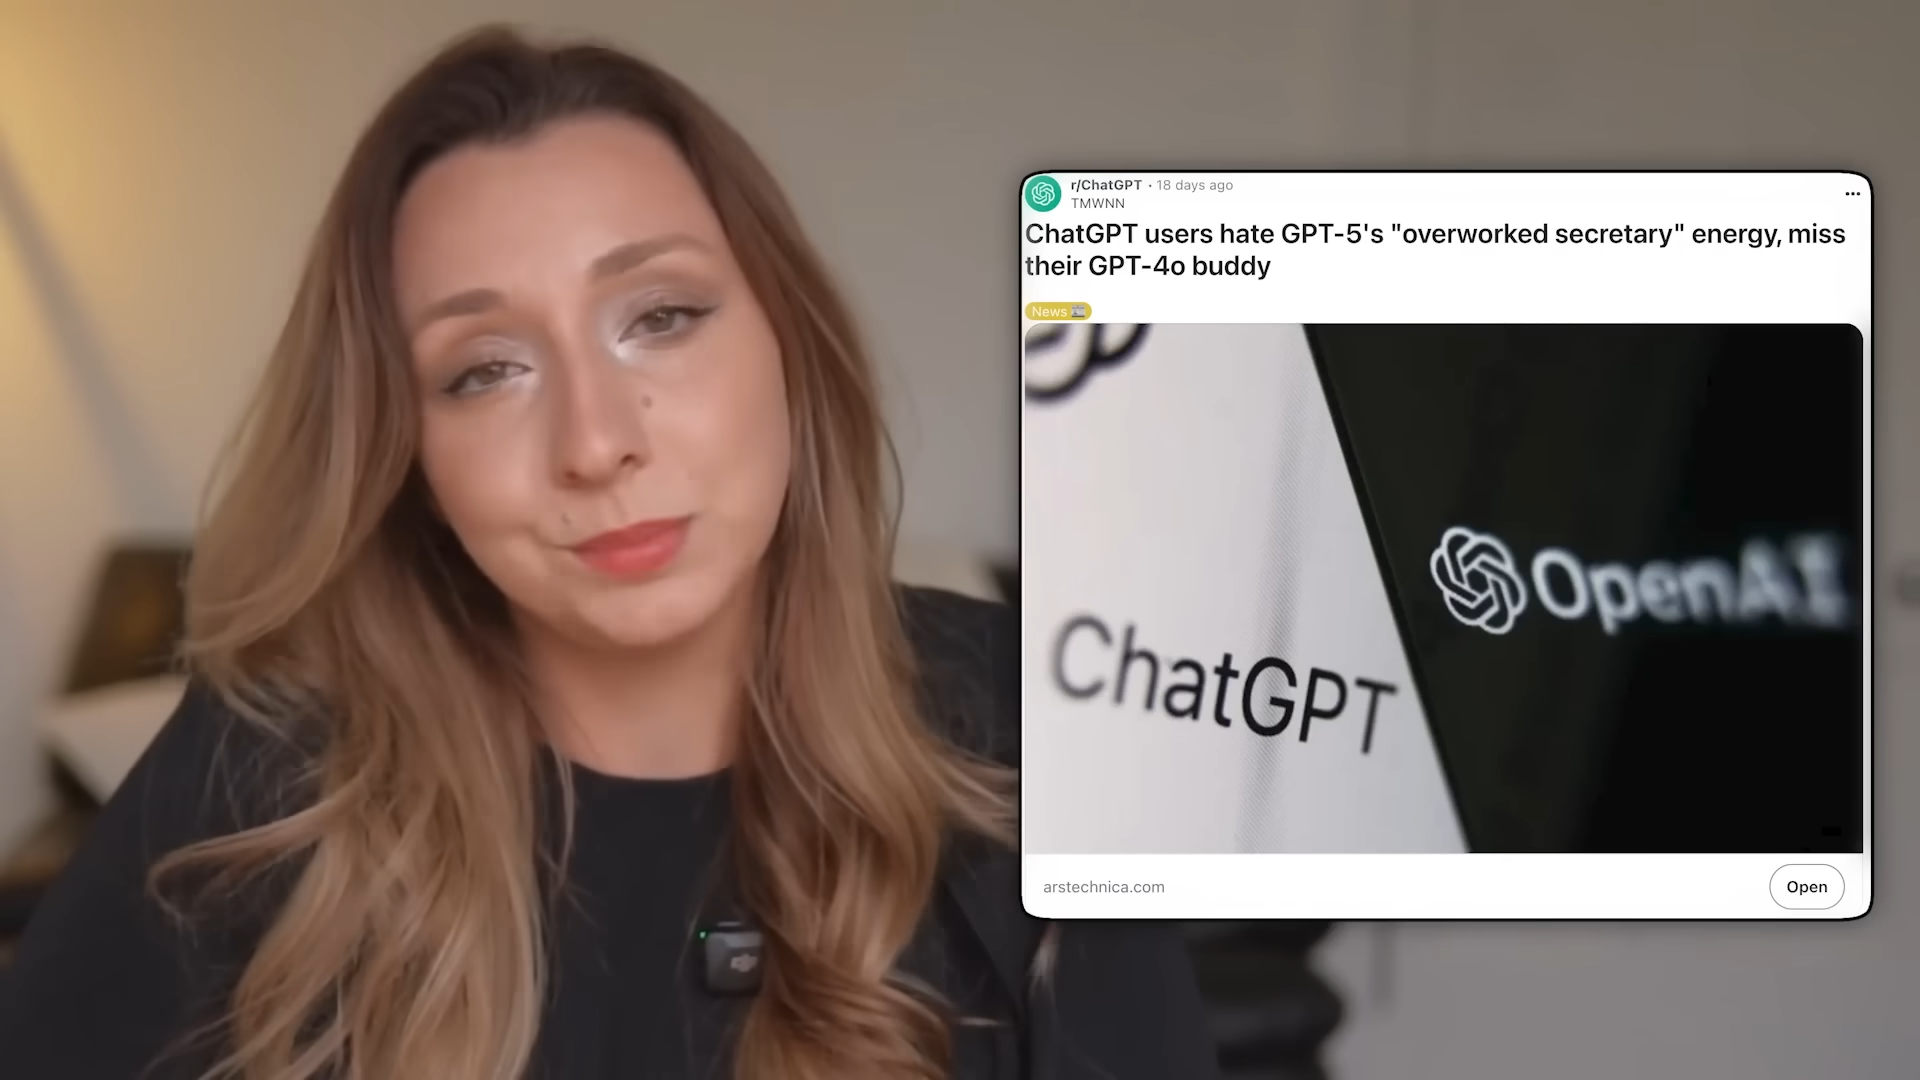 r/ChatGPT · 18 days ago
TMWNN
ChatGPT users hate GPT-5's "overworked secretary" energy, miss
their GPT-4o buddy
News
ChatGPT
OpenAI
arstechnica.com
Open
dji